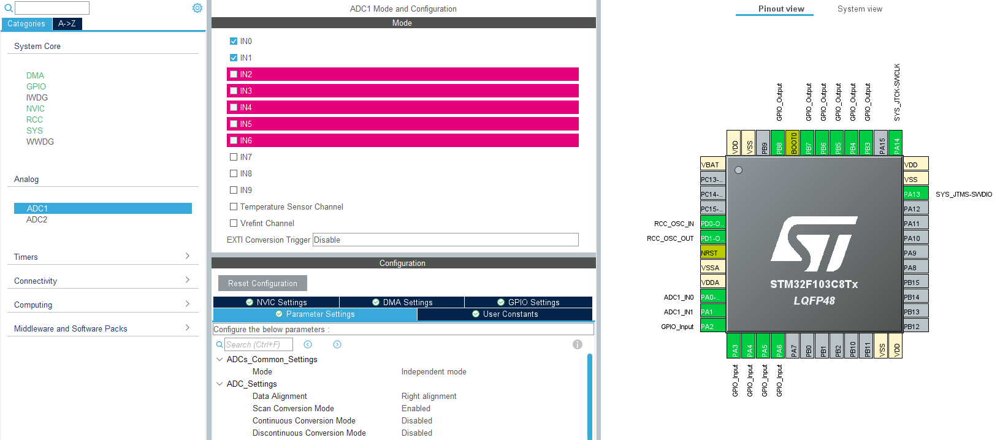 Categories
A->Z
System Core
DMA
GPIO
IWDG
NVIC
RCC
SYS
WWDG
Analog
ADC1
ADC2
Timers
Connectivity
Computing
Middleware and Software Packs
ADC1 Mode and Configuration
Mode
IN0
IN1
IN2
IN3
IN4
IN5
IN6
IN7
IN8
IN9
Temperature Sensor Channel
Vrefint Channel
EXTI Conversion Trigger Disable
Configuration
Reset Configuration
NVIC Settings
DMA Settings
GPIO Settings
Parameter Settings
User Constants
Configure the below parameters :
Search (Ctrl+F)
ADCs_Common_Settings
Mode Independent mode
ADC_Settings
Data Alignment Right alignment
Scan Conversion Mode Enabled
Continuous Conversion Mode Disabled
Discontinuous Conversion Mode Disabled
Pinout view
System view
GPIO_Output
GPIO_Output
GPIO_Output
GPIO_Output
GPIO_Output
GPIO_Output
SYS_JTCK-SWCLK
VDD
VSS
PB9
PB8
BOOT0
PB7
PB6
PB5
PB4
PB3
PA15
PA14
VBAT
PC13-..
PC14-..
PC15-..
RCC_OSC_IN PD0-O..
RCC_OSC_OUT PD1-O..
NRST
VSSA
VDDA
ADC1_IN0 PA0-..
ADC1_IN1 PA1
GPIO_Input PA2
ST
STM32F103C8Tx
LQFP48
VDD
VSS
PA13 SYS_JTMS-SWDIO
PA12
PA11
PA10
PA9
PA8
PB15
PB14
PB13
PB12
PA3
PA4
PA5
PA6
PA7
PB0
PB1
PB2
PB10
PB11
VSS
VDD
GPIO_Input
GPIO_Input
GPIO_Input
GPIO_Input